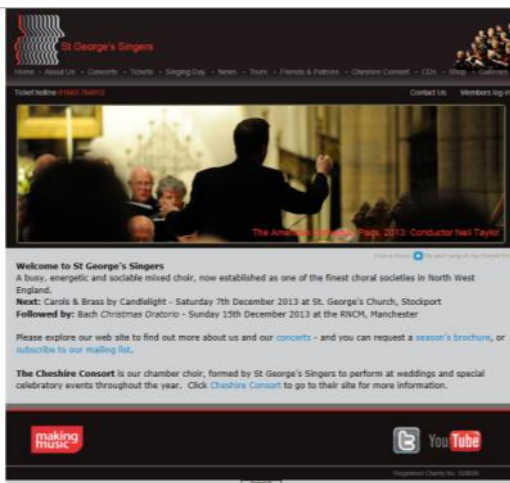 St George's Singers
Home - About Us - Concerts - Tickets - Singing Day - News - Tours - Friends & Patrons - Cheshire Consort - CDs - Shop - Galleries
Ticket hotline 01663 764012
Contact Us Members log-in
The American Paris, 2013: Conductor Neil Taylor
Welcome to St George's Singers
A busy, energetic and sociable mixed choir, now established as one of the finest choral societies in North West
England.
Next: Carols & Brass by Candlelight - Saturday 7th December 2013 at St. George's Church, Stockport
Followed by: Bach Christmas Oratorio - Sunday 15th December 2013 at the RNCM, Manchester
Please explore our web site to find out more about us and our concerts - and you can request a season's brochure, or
subscribe to our mailing list.
The Cheshire Consort is our chamber choir, formed by St George's Singers to perform at weddings and special
celebratory events throughout the year. Click Cheshire Consort to go to their site for more information.
making
music
You Tube
Registered Charity No.